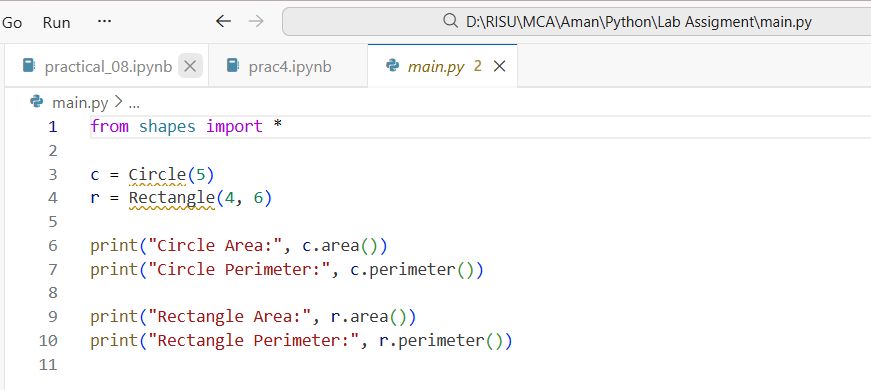 Go Run ... D:\RISU\MCA\Aman\Python\Lab Assigment\main.py
practical_08.ipynb prac4.ipynb main.py 2
main.py > ...
1 from shapes import *
2
3 c = Circle(5)
4 r = Rectangle(4, 6)
5
6 print("Circle Area:", c.area())
7 print("Circle Perimeter:", c.perimeter())
8
9 print("Rectangle Area:", r.area())
10 print("Rectangle Perimeter:", r.perimeter())
11